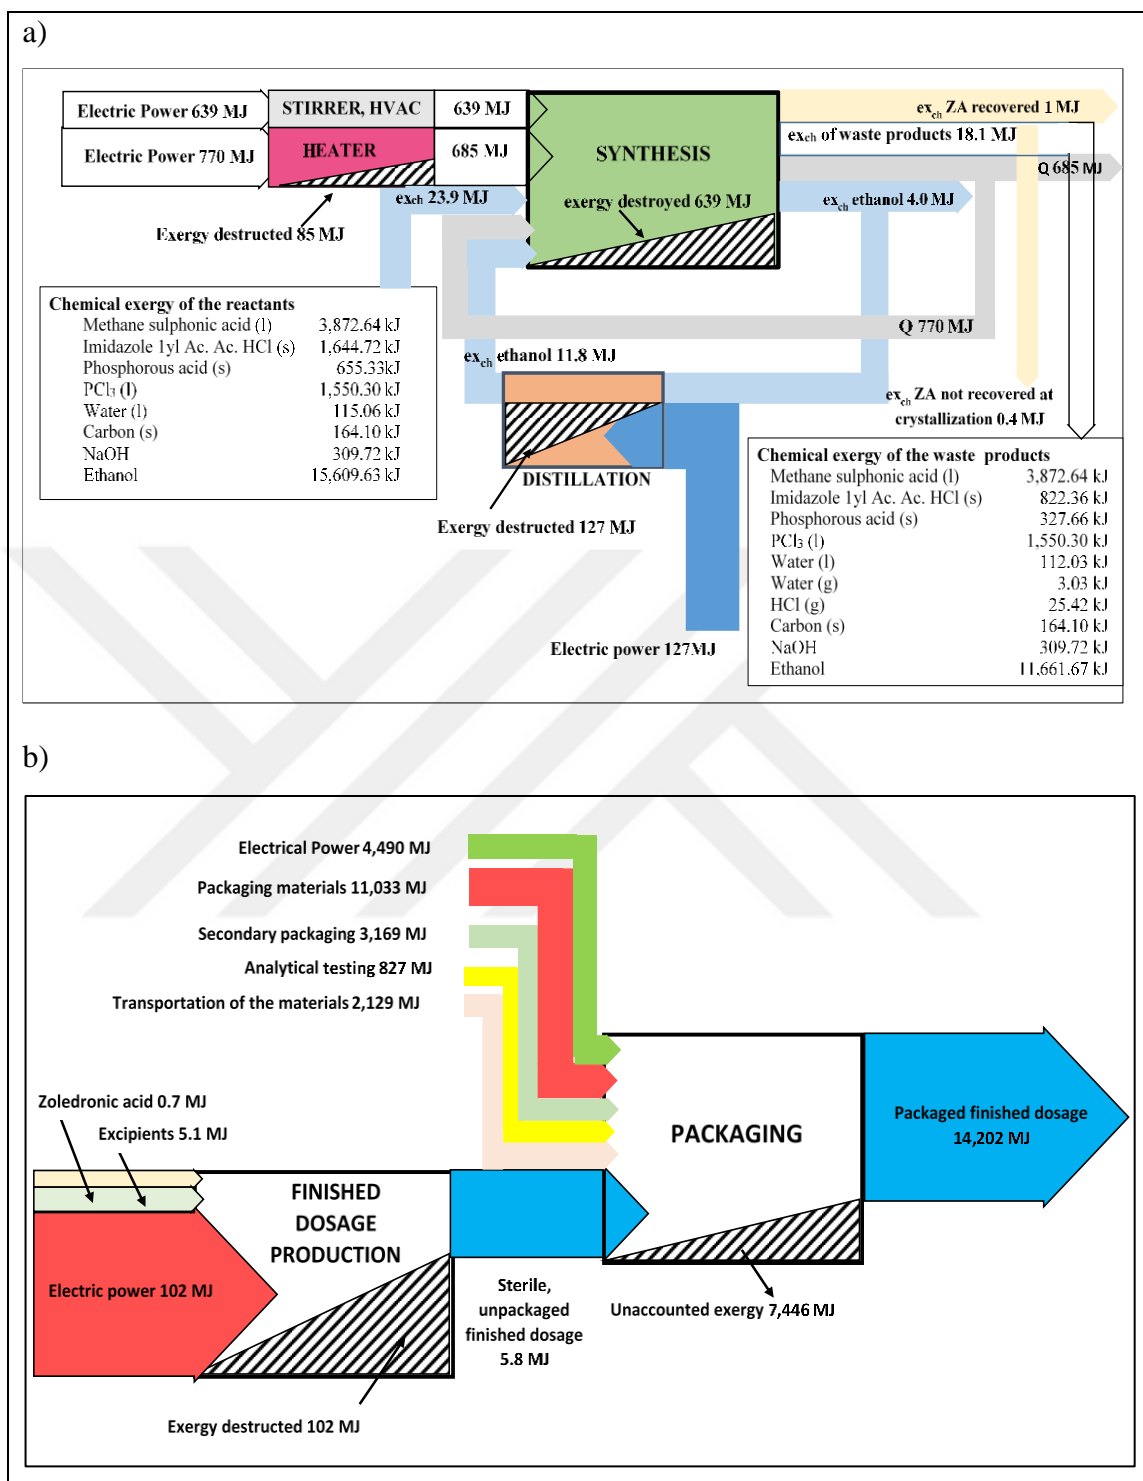 a)
Electric Power 639 MJ
STIRRER, HVAC
639 MJ
ex_ch ZA recovered 1 MJ
ex_ch of waste products 18.1 MJ
Electric Power 770 MJ
HEATER
685 MJ
SYNTHESIS
Q 685 MJ
ex_ch 23.9 MJ
exergy destroyed 639 MJ
ex_ch ethanol 4.0 MJ
Exergy destructed 85 MJ
Chemical exergy of the reactants
Methane sulphonic acid (l) 3,872.64 kJ
Imidazole 1yl Ac. Ac. HCl (s) 1,644.72 kJ
Phosphorous acid (s) 655.33kJ
PCl₃ (l) 1,550.30 kJ
Water (l) 115.06 kJ
Carbon (s) 164.10 kJ
NaOH 309.72 kJ
Ethanol 15,609.63 kJ
Q 770 MJ
ex_ch ethanol 11.8 MJ
ex_ch ZA not recovered at
crystallization 0.4 MJ
DISTILLATION
Exergy destructed 127 MJ
Electric power 127MJ
Chemical exergy of the waste products
Methane sulphonic acid (l) 3,872.64 kJ
Imidazole 1yl Ac. Ac. HCl (s) 822.36 kJ
Phosphorous acid (s) 327.66 kJ
PCl₃ (l) 1,550.30 kJ
Water (l) 112.03 kJ
Water (g) 3.03 kJ
HCl (g) 25.42 kJ
Carbon (s) 164.10 kJ
NaOH 309.72 kJ
Ethanol 11,661.67 kJ
b)
Electrical Power 4,490 MJ
Packaging materials 11,033 MJ
Secondary packaging 3,169 MJ
Analytical testing 827 MJ
Transportation of the materials 2,129 MJ
Zoledronic acid 0.7 MJ
Excipients 5.1 MJ
Electric power 102 MJ
FINISHED
DOSAGE
PRODUCTION
Exergy destructed 102 MJ
Sterile,
unpackaged
finished dosage
5.8 MJ
PACKAGING
Unaccounted exergy 7,446 MJ
Packaged finished dosage
14,202 MJ